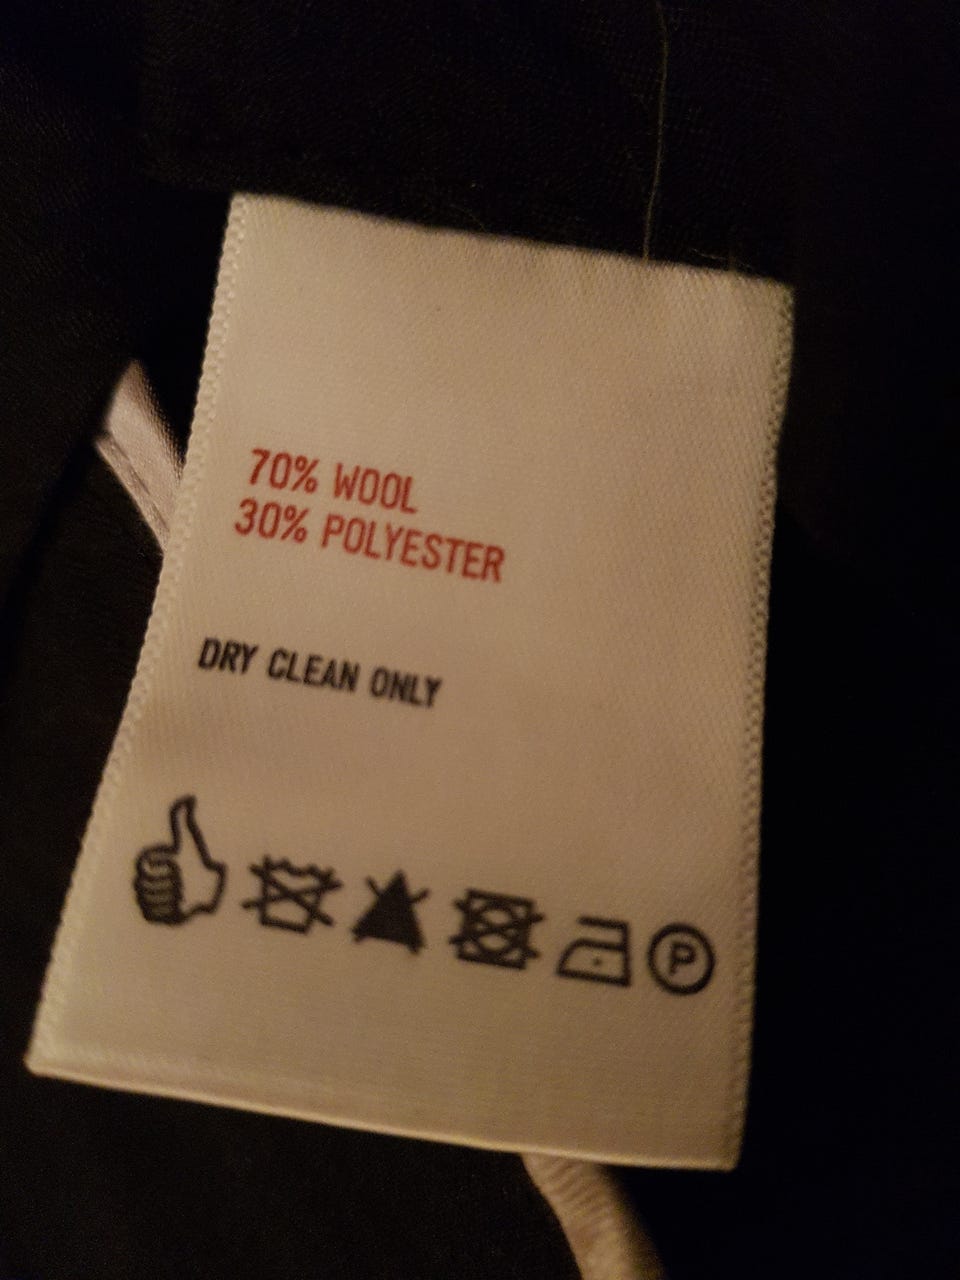 70% WOOL
30% POLYESTER
DRY CLEAN ONLY
P